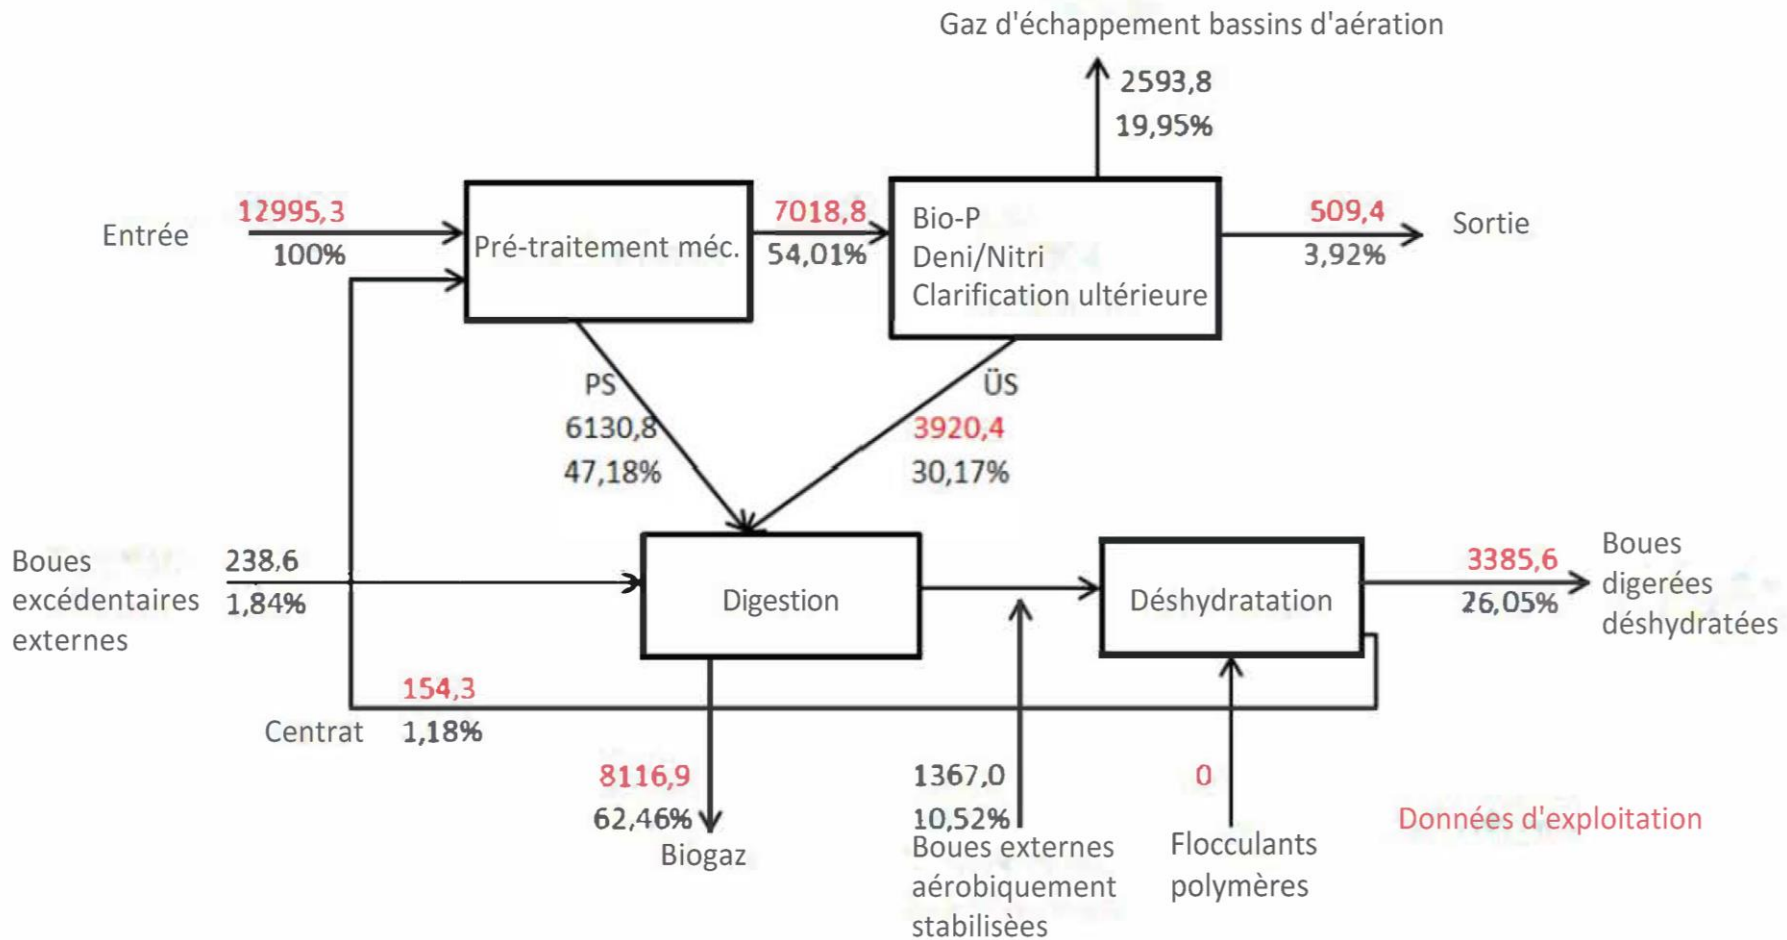 Gaz d'échappement bassins d'aération
2593,8
19,95%
Entrée
12995,3
100%
Pré-traitement méc.
7018,8
54,01%
Bio-P
Deni/Nitri
Clarification ultérieure
509,4
3,92%
Sortie
PS
6130,8
47,18%
ÜS
3920,4
30,17%
Boues
excédentaires
externes
238,6
1,84%
Digestion
Déshydratation
3385,6
26,05%
Boues
digerées
déshydratées
154,3
Centrat 1,18%
8116,9
62,46%
Biogaz
1367,0
10,52%
Boues externes
aérobiquement
stabilisèes
0
Flocculants
polymères
Données d'exploitation